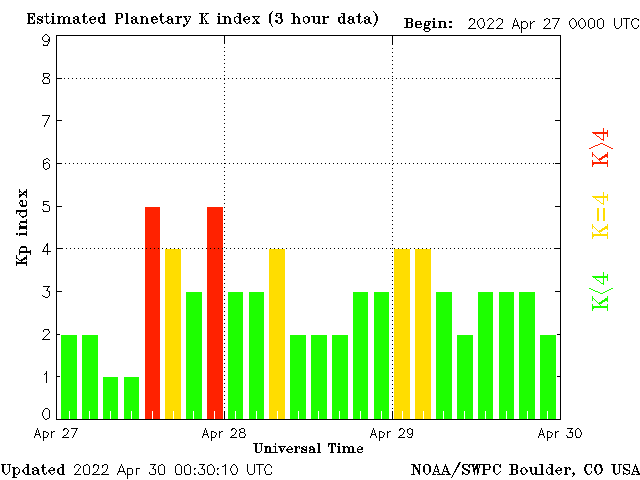 Estimated Planetary K index (3 hour data)
Begin: 2022 Apr 27 0000 UTC
9
8
7
6
5
4
3
2
1
0
Kp index
K>4
K=4
K<4
Apr 27
Apr 28
Apr 29
Apr 30
Universal Time
Updated 2022 Apr 30 00:30:10 UTC
NOAA/SWPC Boulder, CO USA